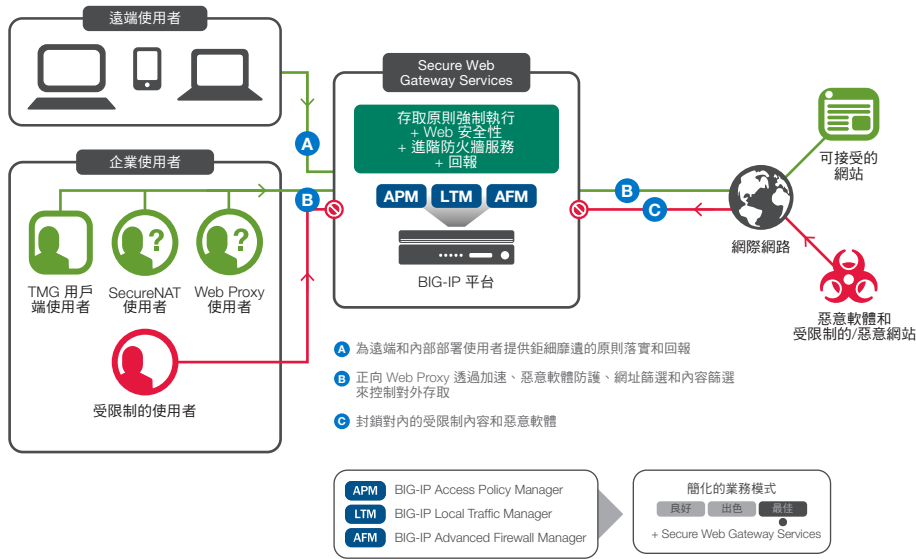 遠端使用者
Secure Web
Gateway Services
存取原則強制執行
+ Web 安全性
+ 進階防火牆服務
+ 回報
A
可接受的
網站
企業使用者
B
APM
LTM
AFM
B
C
?
?
網際網路
BIG-IP 平台
TMG 用戶
端使用者
SecureNAT
使用者
Web Proxy
使用者
惡意軟體和
受限制的/惡意網站
受限制的使用者
A 為遠端和內部部署使用者提供鉅細靡遺的原則落實和回報
B 正向 Web Proxy 透過加速、惡意軟體防護、網址篩選和內容篩選
來控制對外存取
C 封鎖對內的受限制內容和惡意軟體
APM BIG-IP Access Policy Manager
LTM BIG-IP Local Traffic Manager
AFM BIG-IP Advanced Firewall Manager
簡化的業務模式
良好 出色 最佳
+ Secure Web Gateway Services